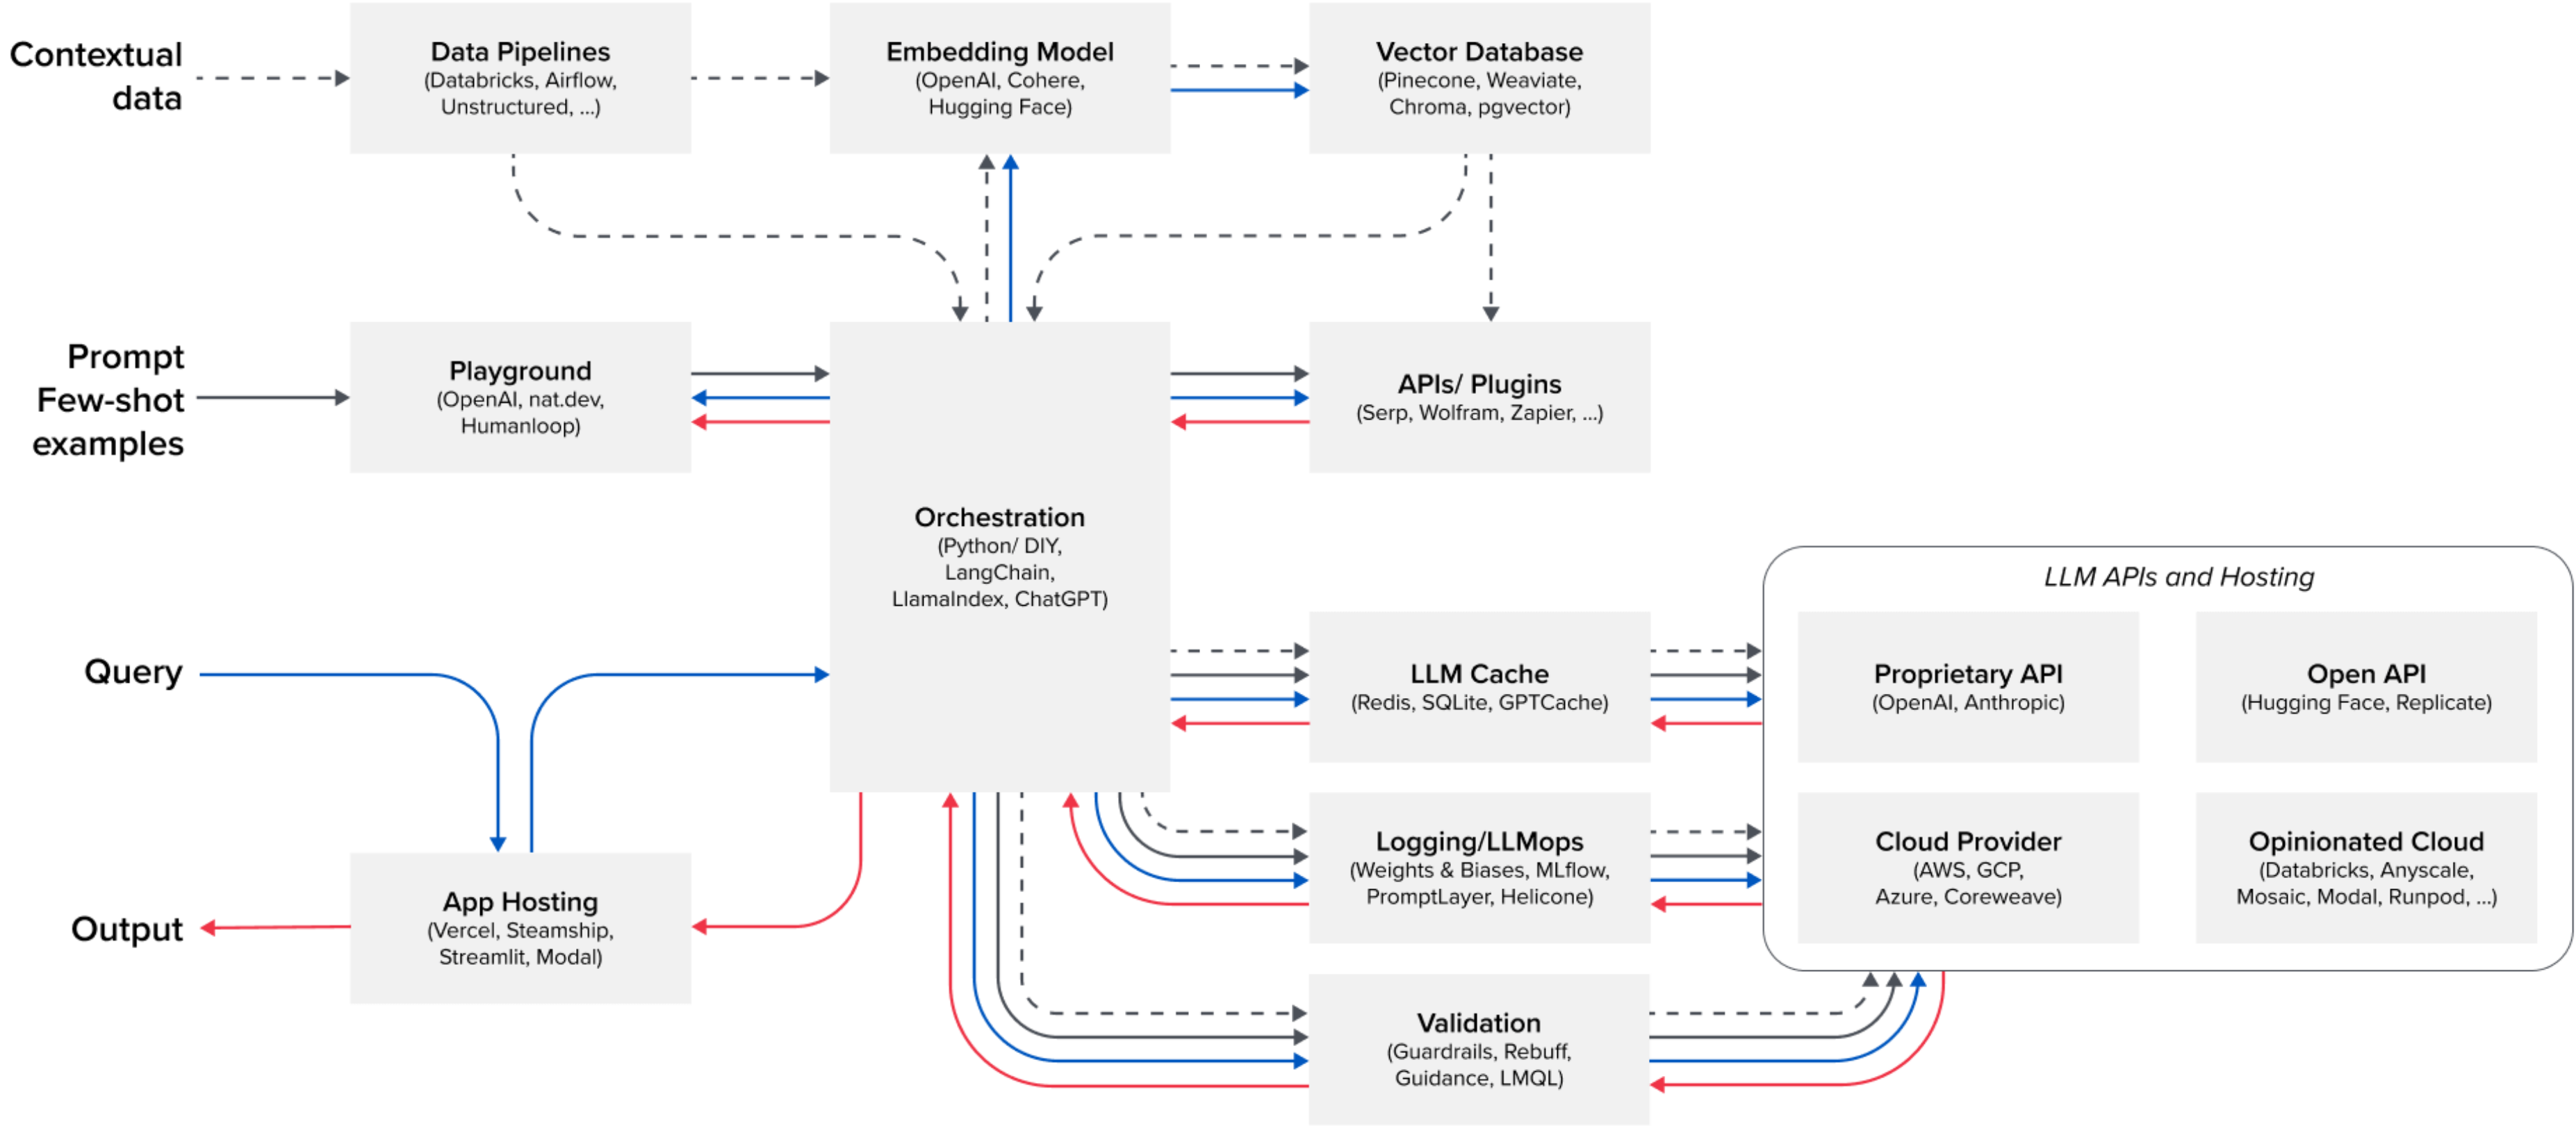 Contextual
data
Data Pipelines
(Databricks, Airflow,
Unstructured, ...)
Embedding Model
(OpenAI, Cohere,
Hugging Face)
Vector Database
(Pinecone, Weaviate,
Chroma, pgvector)
Prompt
Few-shot
examples
Playground
(OpenAI, nat.dev,
Humanloop)
Orchestration
(Python/ DIY,
LangChain,
LlamaIndex, ChatGPT)
APIs/ Plugins
(Serp, Wolfram, Zapier, ...)
Query
LLM Cache
(Redis, SQLite, GPTCache)
LLM APIs and Hosting
Proprietary API
(OpenAI, Anthropic)
Open API
(Hugging Face, Replicate)
Output
App Hosting
(Vercel, Steamship,
Streamlit, Modal)
Logging/LLMops
(Weights & Biases, MLflow,
PromptLayer, Helicone)
Cloud Provider
(AWS, GCP,
Azure, Coreweave)
Opinionated Cloud
(Databricks, Anyscale,
Mosaic, Modal, Runpod, ...)
Validation
(Guardrails, Rebuff,
Guidance, LMQL)